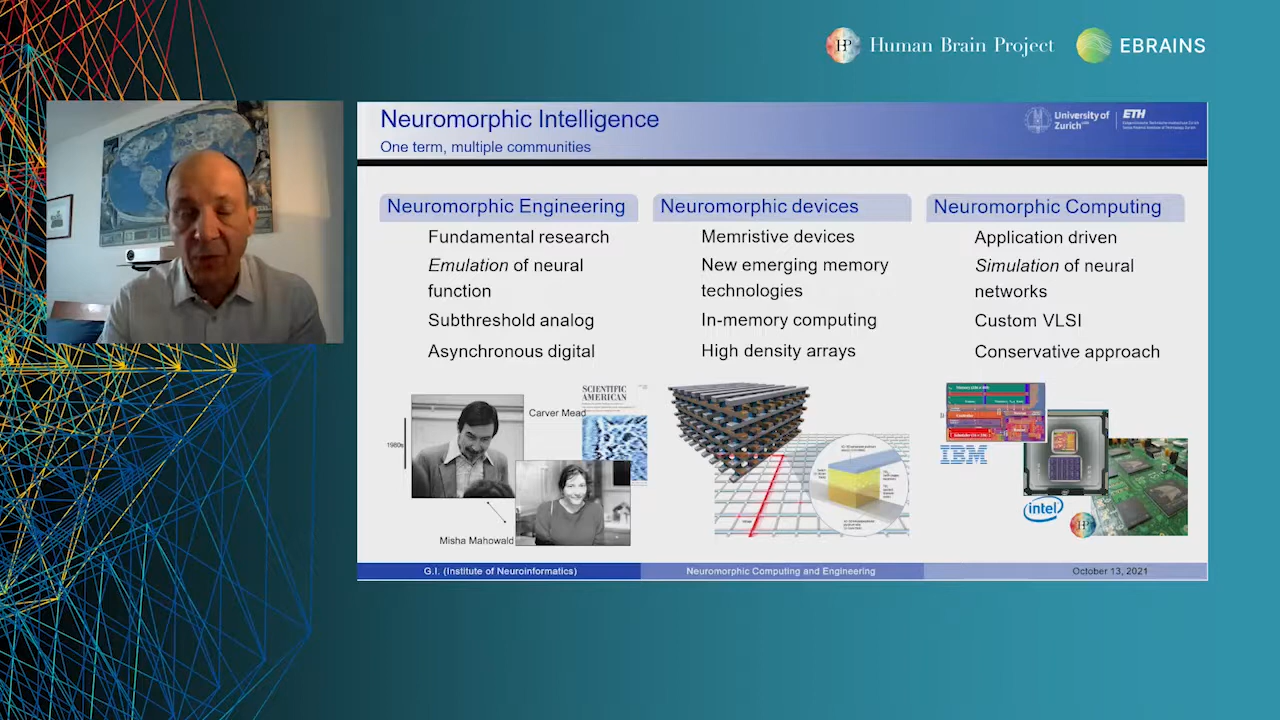 Human Brain Project
EBRAINS
Neuromorphic Intelligence
One term, multiple communities
University of
Zurich
ETH
Neuromorphic Engineering
Fundamental research
Emulation of neural
function
Subthreshold analog
Asynchronous digital
SCIENTIFIC
AMERICAN
Carver Mead
1980s
Misha Mahowald
Neuromorphic devices
Memristive devices
New emerging memory
technologies
In-memory computing
High density arrays
Neuromorphic Computing
Application driven
Simulation of neural
networks
Custom VLSI
Conservative approach
IBM
intel
G.I. (Institute of Neuroinformatics)
Neuromorphic Computing and Engineering
October 13, 2021